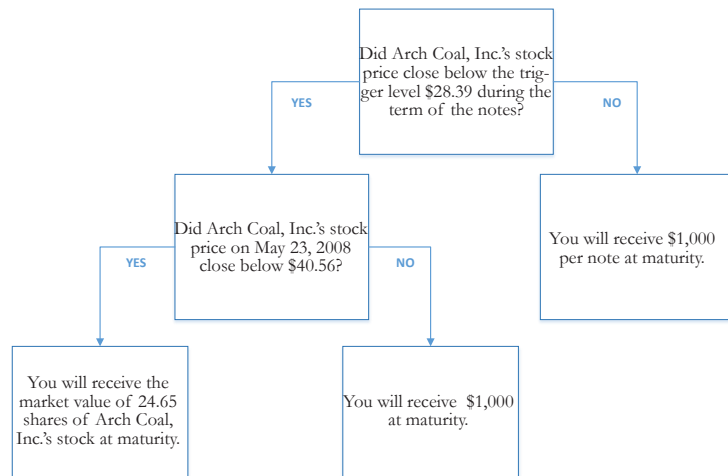 Did Arch Coal, Inc.'s stock
price close below the trig-
ger level $28.39 during the
term of the notes?
YES
NO
Did Arch Coal, Inc.'s stock
price on May 23, 2008
close below $40.56?
You will receive $1,000
per note at maturity.
YES
NO
You will receive the
market value of 24.65
shares of Arch Coal,
Inc.'s stock at maturity.
You will receive $1,000
at maturity.